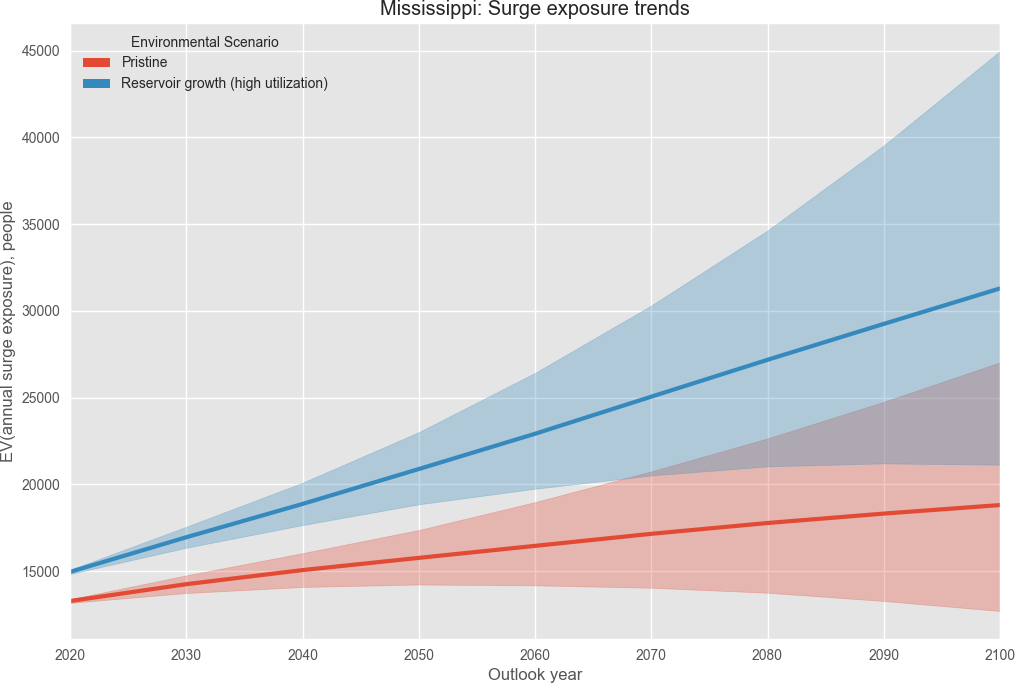 Mississippi: Surge exposure trends
Environmental Scenario
Pristine
Reservoir growth (high utilization)
EV(annual surge exposure), people
45000
40000
35000
30000
25000
20000
15000
2020 2030 2040 2050 2060 2070 2080 2090 2100
Outlook year